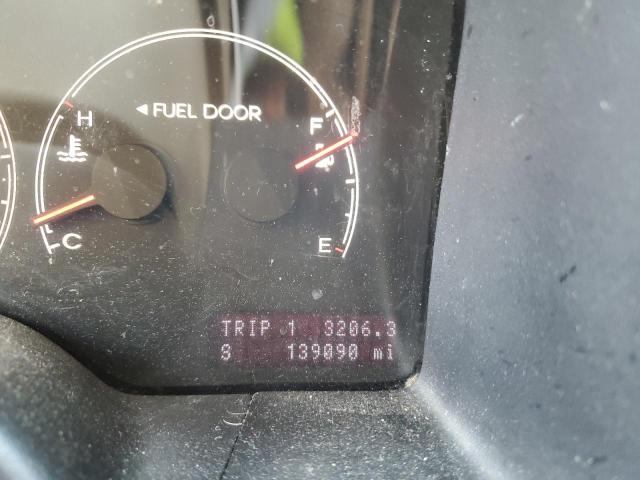 H
◄ FUEL DOOR
F
C
E
TRIP 1 3206.3
S 139090 mi